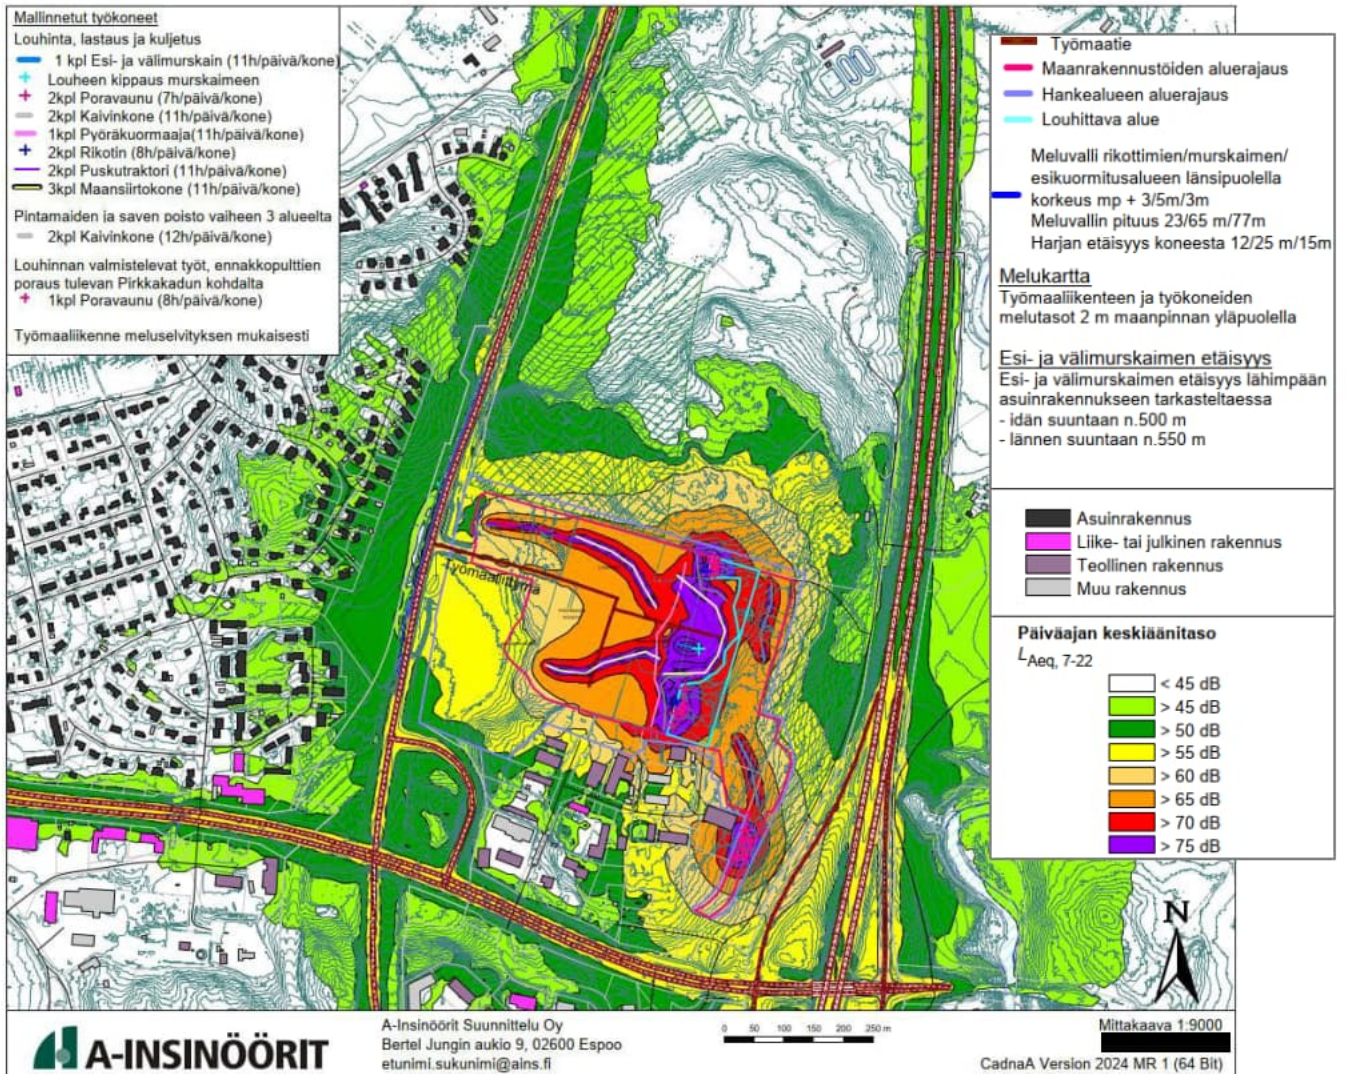 Mallinnetut työkoneet
Louhinta, lastaus ja kuljetus
1 kpl Esi- ja välimurskain (11h/päivä/kone)
Louheen kippaus murskaimeen
2kpl Poravaunu (7h/päivä/kone)
2kpl Kaivinkone (11h/päivä/kone)
1kpl Pyöräkuormaaja(11h/päivä/kone)
2kpl Rikotin (8h/päivä/kone)
2kpl Puskutraktori (11h/päivä/kone)
3kpl Maansiirtokone (11h/päivä/kone)
Pintamaiden ja saven poisto vaiheen 3 alueelta
2kpl Kaivinkone (12h/päivä/kone)
Louhinnan valmistelevat työt, ennakkopulttien
poraus tulevan Pirkkakadun kohdalta
1kpl Poravaunu (8h/päivä/kone)
Työmaaliikenne meluselvityksen mukaisesti
Työmaatie
Maanrakennustöiden aluerajaus
Hankealueen aluerajaus
Louhittava alue
Meluvalli rikottimien/murskaimen/
esikuormitusalueen länsipuolella
korkeus mp + 3/5m/3m
Meluvallin pituus 23/65 m/77m
Harjan etäisyys koneesta 12/25 m/15m
Melukartta
Työmaaliikenteen ja työkoneiden
melutasot 2 m maanpinnan yläpuolella
Esi- ja välimurskaimen etäisyys
Esi- ja välimurskaimen etäisyys lähimpään
asuinrakennukseen tarkasteltaessa
- idän suuntaan n.500 m
- lännen suuntaan n.550 m
Asuinrakennus
Liike- tai julkinen rakennus
Teollinen rakennus
Muu rakennus
Päiväajan keskiäänitaso
LAeq, 7-22
< 45 dB
> 45 dB
> 50 dB
> 55 dB
> 60 dB
> 65 dB
> 70 dB
> 75 dB
Työmaaliittymä
N
A-INSINÖÖRIT
A-Insinöörit Suunnittelu Oy
Bertel Jungin aukio 9, 02600 Espoo
etunimi.sukunimi@ains.fi
0 50 100 150 200 250 m
Mittakaava 1:9000
CadnaA Version 2024 MR 1 (64 Bit)